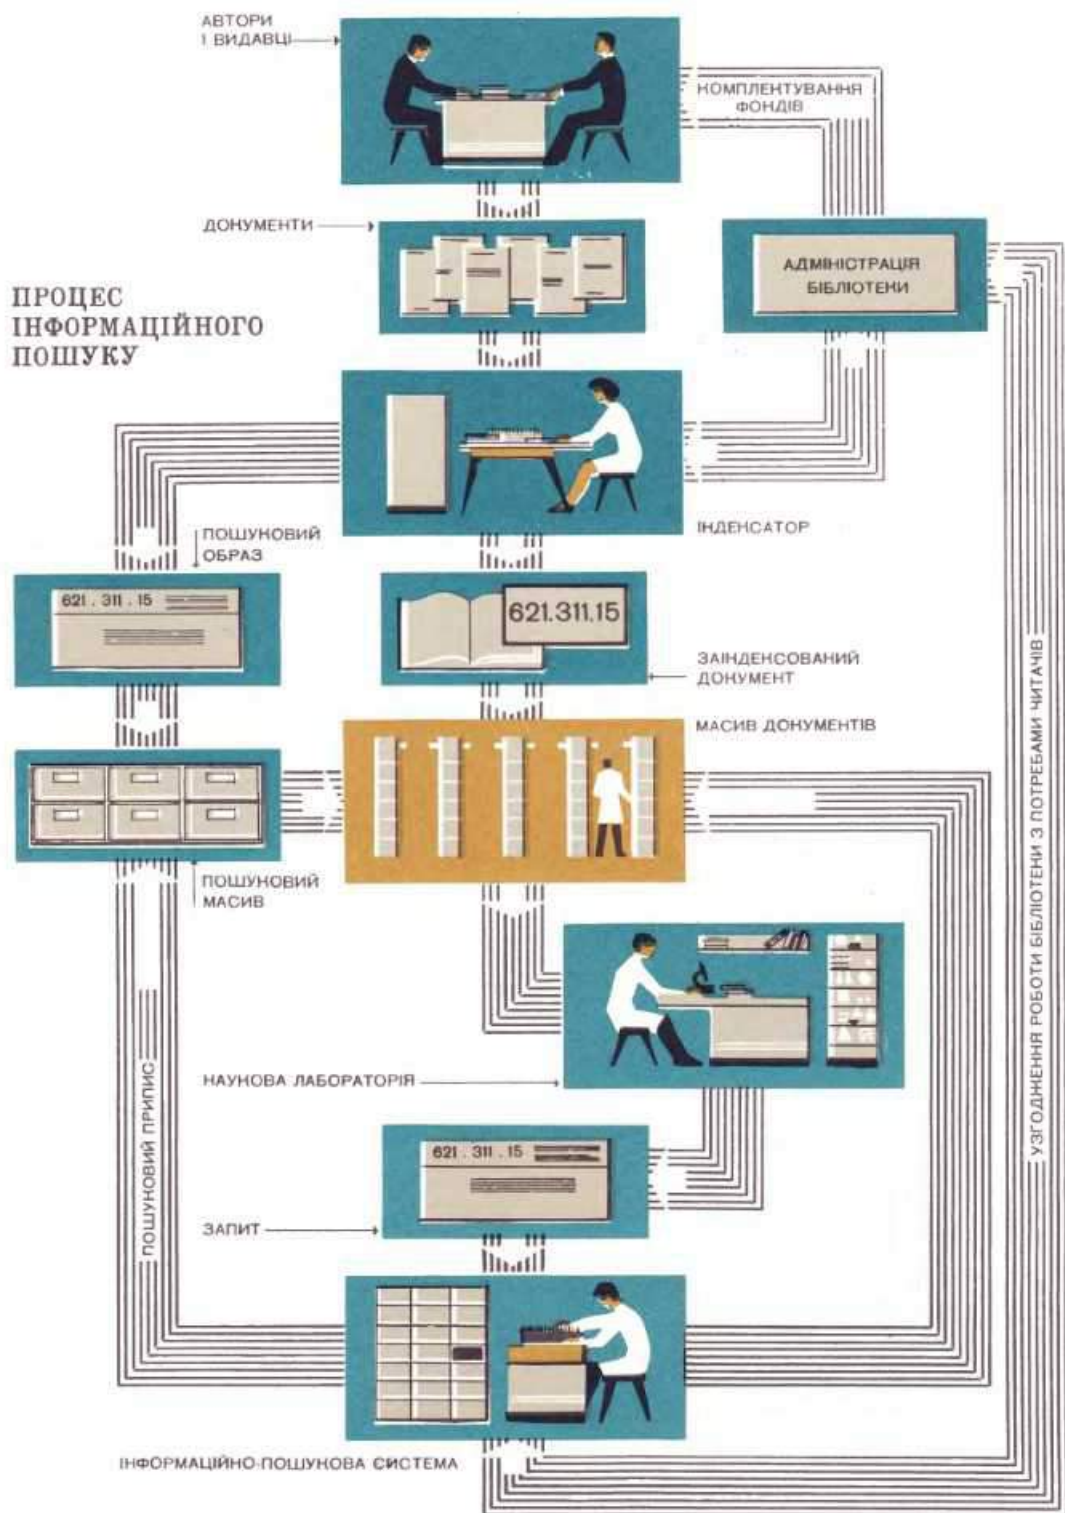 АВТОРИ
І ВИДАВЦІ
КОМПЛЕНТУВАННЯ
ФОНДІВ
ДОКУМЕНТИ
АДМІНІСТРАЦІЯ
БІБЛІОТЕКИ
ПРОЦЕС
ІНФОРМАЦІЙНОГО
ПОШУКУ
ІНДЕКСАТОР
ПОШУКОВИЙ
ОБРАЗ
621.311.15
621.311.15
ЗАІНДЕКСОВАНИЙ
ДОКУМЕНТ
МАСИВ ДОКУМЕНТІВ
ПОШУКОВИЙ
МАСИВ
НАУКОВА ЛАБОРАТОРІЯ
ПОШУКОВИЙ ПРИПИС
УЗГОДЖЕННЯ РОБОТИ БІБЛІОТЕКИ З ПОТРЕБАМИ ЧИТАЧІВ
621.311.15
ЗАПИТ
ІНФОРМАЦІЙНО-ПОШУКОВА СИСТЕМА